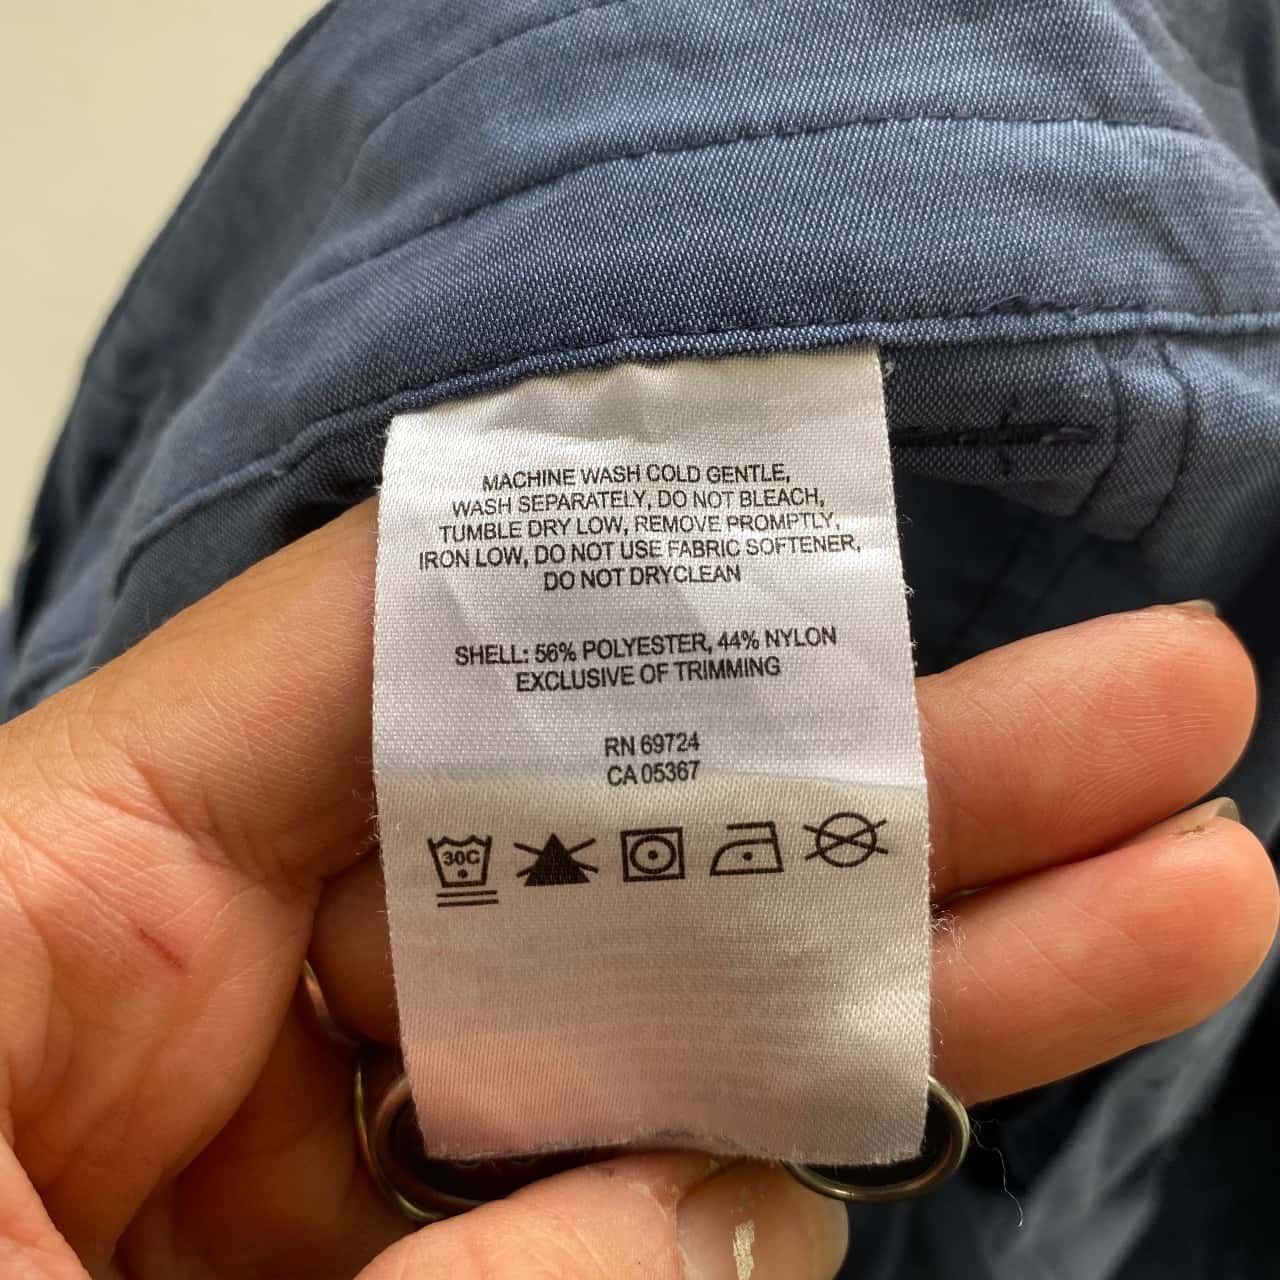 MACHINE WASH COLD GENTLE,
WASH SEPARATELY, DO NOT BLEACH,
TUMBLE DRY LOW, REMOVE PROMPTLY,
IRON LOW, DO NOT USE FABRIC SOFTENER,
DO NOT DRYCLEAN
SHELL: 56% POLYESTER, 44% NYLON
EXCLUSIVE OF TRIMMING
RN 69724
CA 05367
30C